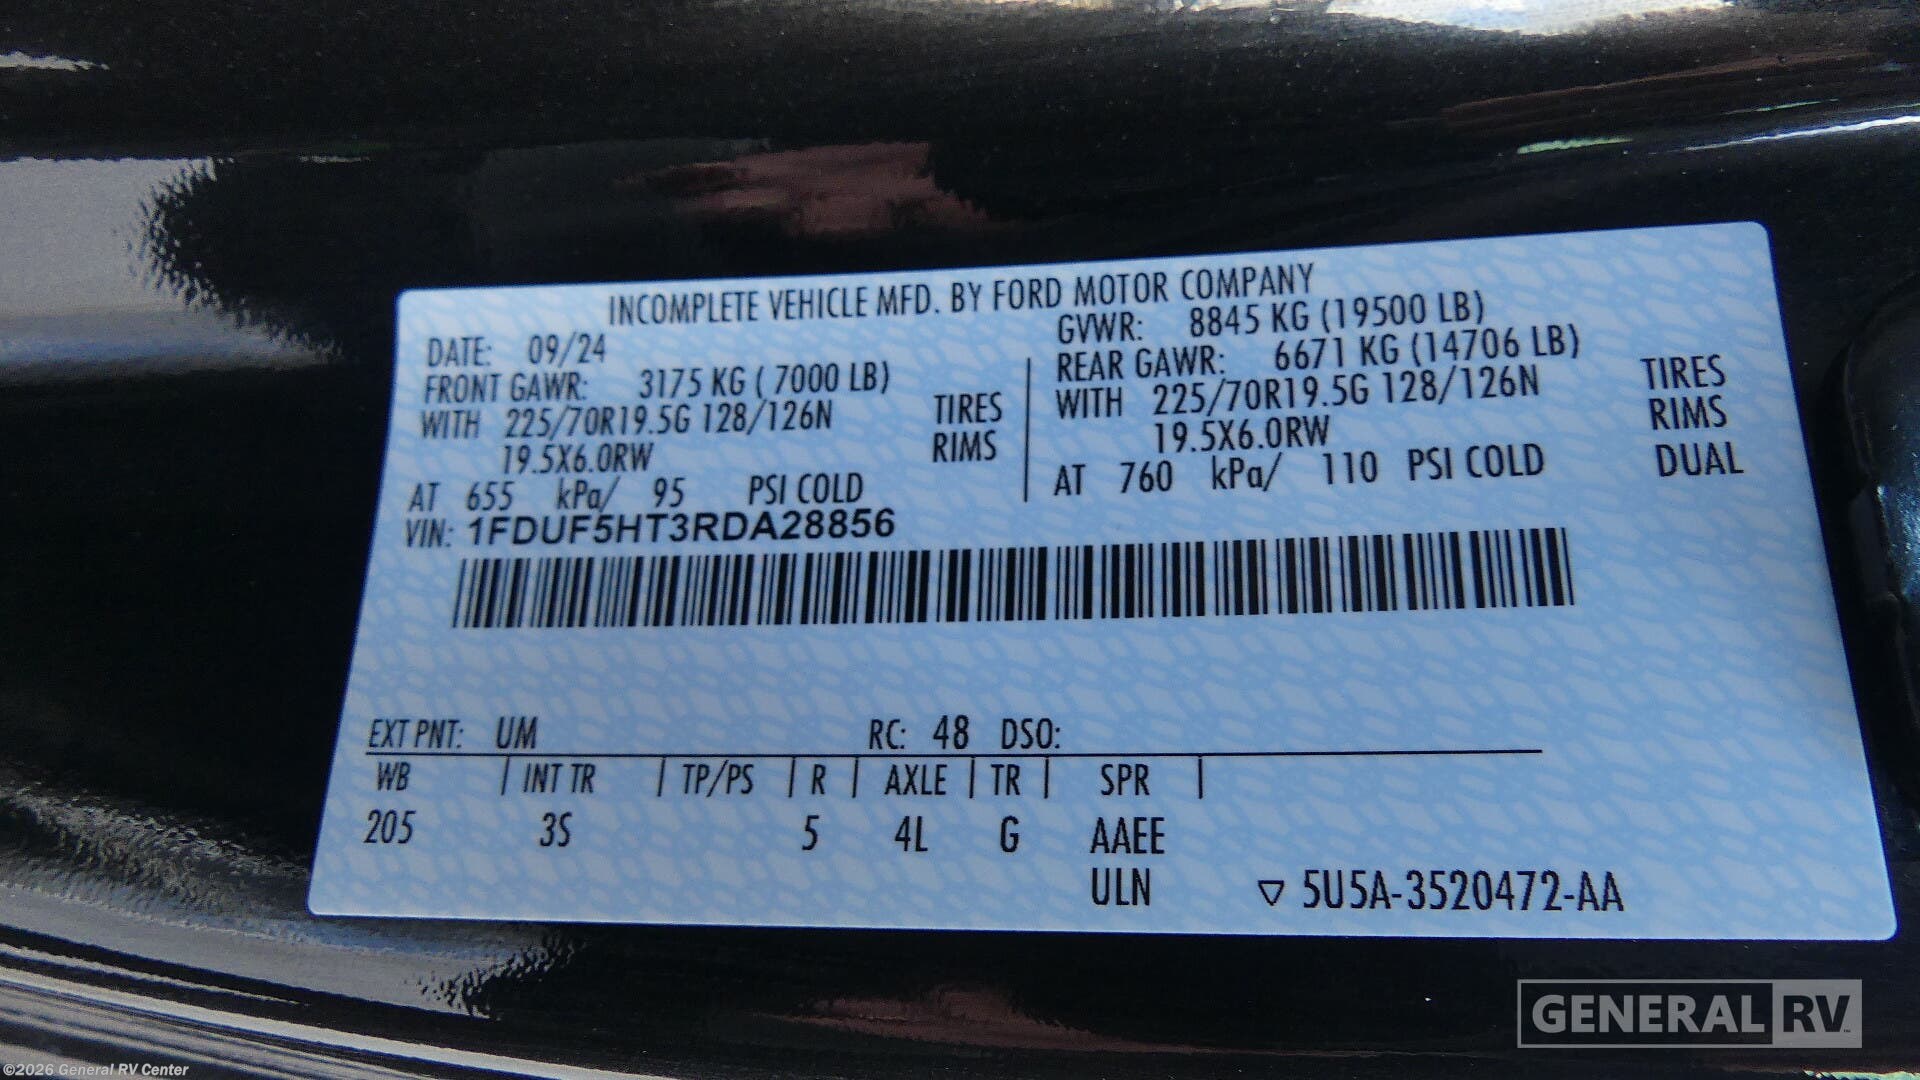 INCOMPLETE VEHICLE MFD. BY FORD MOTOR COMPANY
DATE: 09/24 GVWR: 8845 KG (19500 LB)
FRONT GAWR: 3175 KG ( 7000 LB) REAR GAWR: 6671 KG (14706 LB)
WITH 225/70R19.5G 128/126N TIRES WITH 225/70R19.5G 128/126N TIRES
19.5X6.0RW RIMS 19.5X6.0RW RIMS
AT 655 kPa/ 95 PSI COLD AT 760 kPa/ 110 PSI COLD DUAL
VIN: 1FDUF5HT3RDA28856
EXT PNT: UM RC: 48 DSO:
WB | INT TR | TP/PS | R | AXLE | TR | SPR |
205 3S 5 4L G AAEE
ULN ▽ 5U5A-3520472-AA
GENERAL RV
©2026 General RV Center